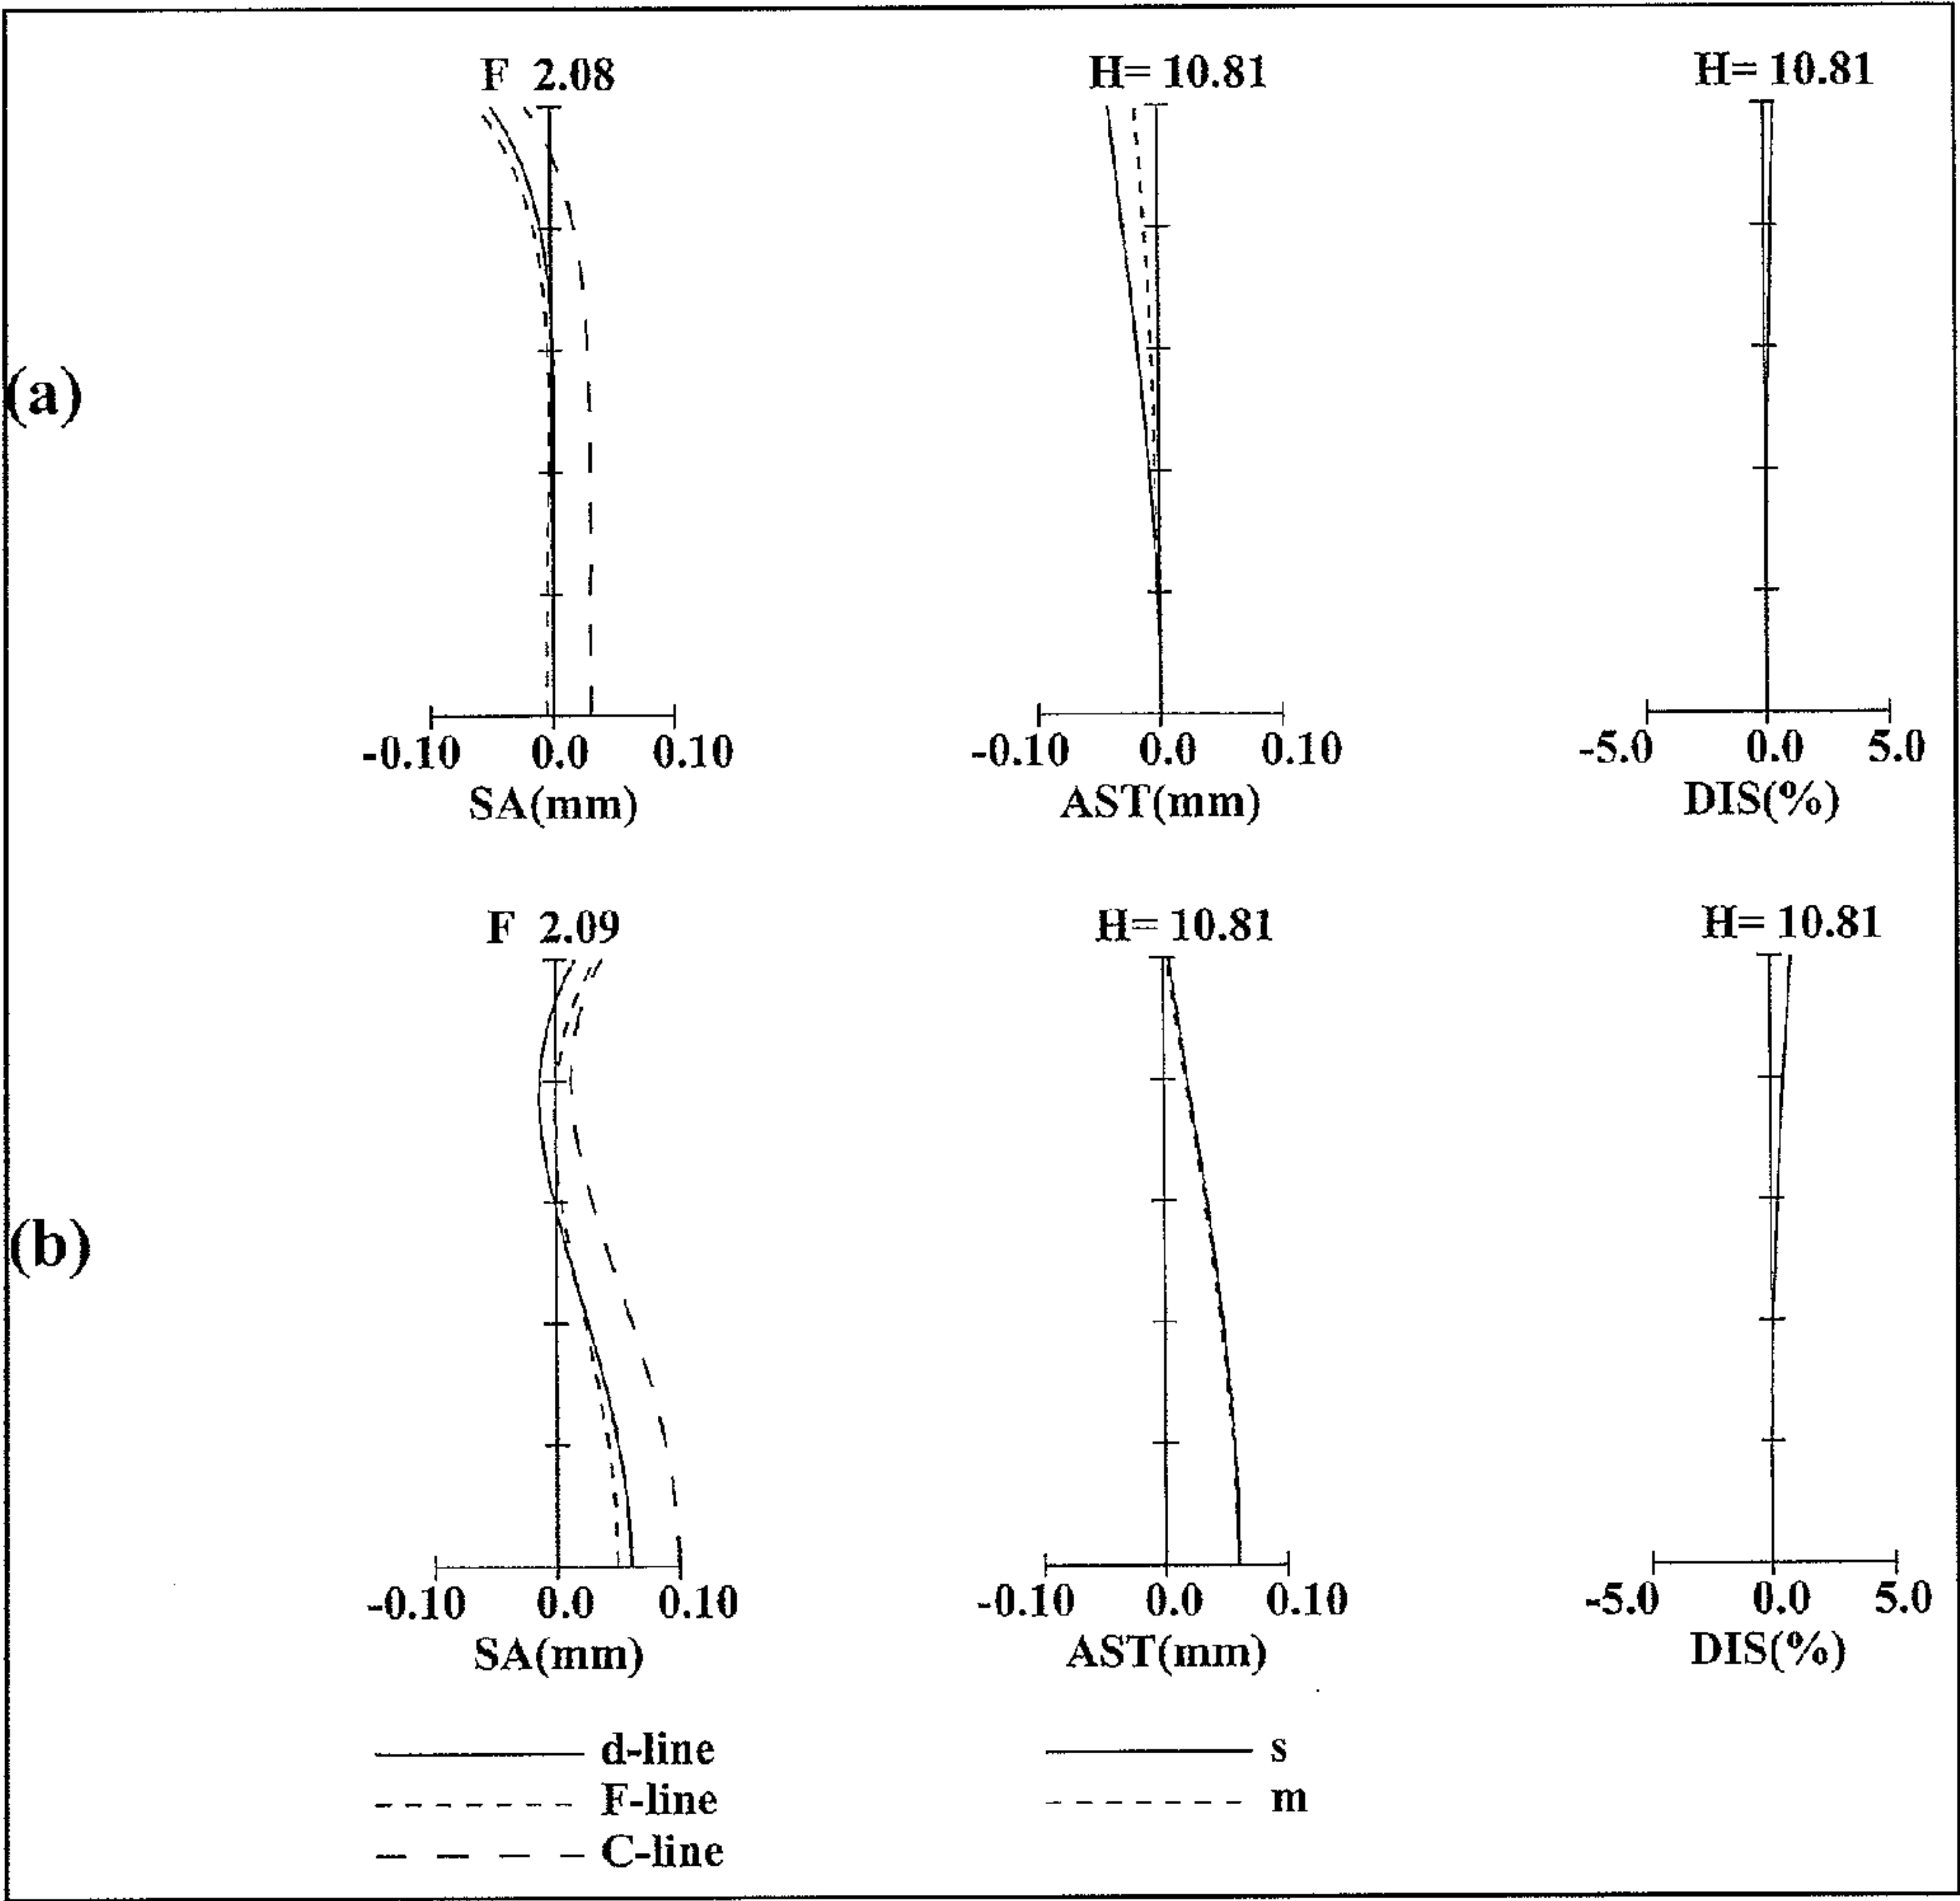 F 2.08 H= 10.81 H= 10.81
(a)
-0.10 0.0 0.10 -0.10 0.0 0.10 -5.0 0.0 5.0
SA(mm) AST(mm) DIS(%)
F 2.09 H= 10.81 H= 10.81
(b)
-0.10 0.0 0.10 -0.10 0.0 0.10 -5.0 0.0 5.0
SA(mm) AST(mm) DIS(%)
d-line s
F-line m
C-line